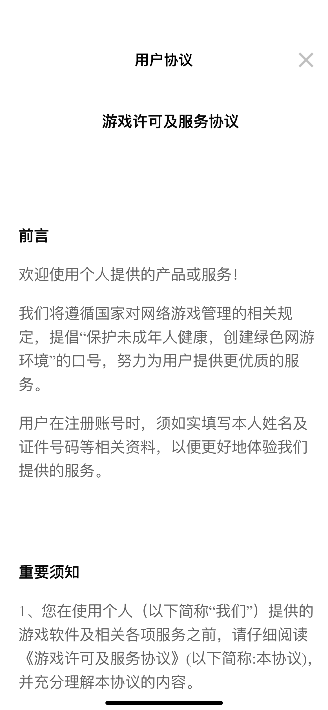 用户协议
游戏许可及服务协议
前言
欢迎使用个人提供的产品或服务！
我们将遵循国家对网络游戏管理的相关规
定，提倡“保护未成年人健康，创建绿色网游
环境”的口号，努力为用户提供更优质的服
务。
用户在注册账号时，须如实填写本人姓名及
证件号码等相关资料，以便更好地体验我们
提供的服务。
重要须知
1、您在使用个人（以下简称“我们”）提供的
游戏软件及相关各项服务之前，请仔细阅读
《游戏许可及服务协议》(以下简称:本协议),
并充分理解本协议的内容。